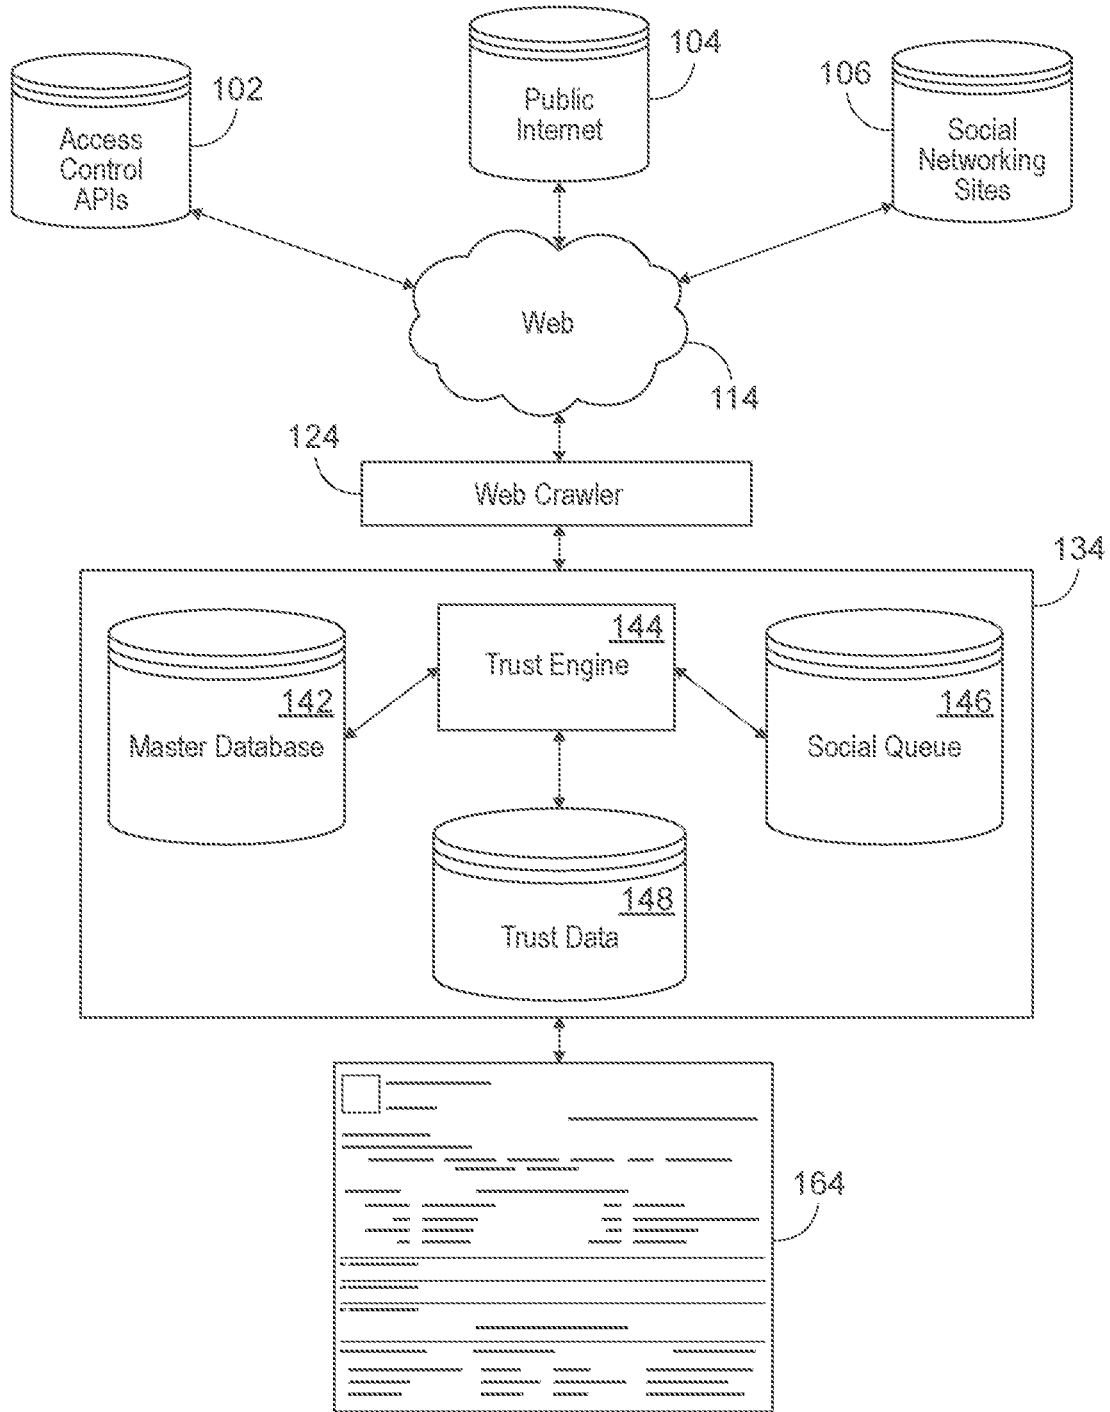 104
Public
Internet
102
Access
Control
APIs
106
Social
Networking
Sites
Web
114
124
Web Crawler
134
144
Trust Engine
142
Master Database
146
Social Queue
148
Trust Data
164